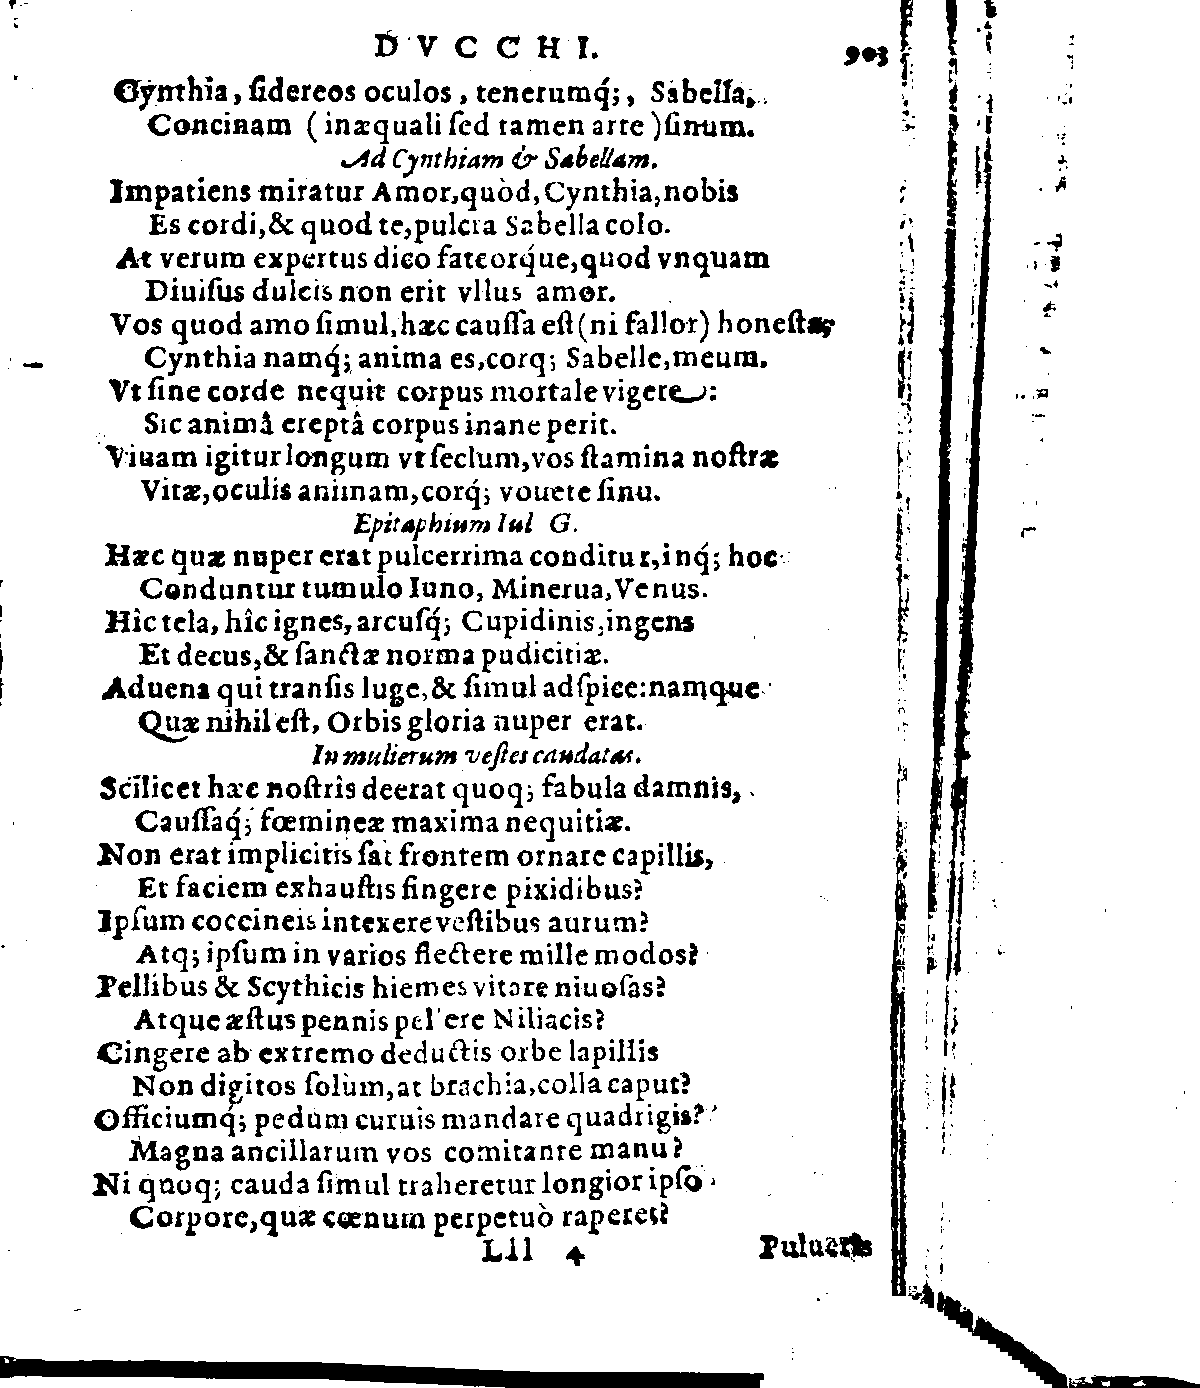 DVCCHI. 903
Cynthia, ſidereos oculos, tenerumq́;, Sabella,
Concinam (inæquali ſed tamen arte) ſinum.
Ad Cynthiam & Sabellam.
Impatiens miratur Amor, quòd, Cynthia, nobis
Es cordi, & quod te, pulcra Sabella colo.
At verum expertus dico fateorq́ue, quod vnquam
Diuiſus dulcis non erit vllus amor.
Vos quod amo ſimul, hæc cauſſa eſt (ni fallor) honeſta,
Cynthia namq́; anima es, corq; Sabelle, meum.
Vt ſine corde nequit corpus mortale vigere:
Sic animâ ereptâ corpus inane perit.
Viuam igitur longum vt ſeclum, vos ſtamina noſtræ
Vitæ, oculis animam, corq́; vouete ſinu.
Epitaphium Iul G.
Hæc quæ nuper erat pulcerrima conditur, inq́; hoc
Conduntur tumulo Iuno, Minerua, Venus.
Hîc tela, hîc ignes, arcuſq́; Cupidinis, ingens
Et decus, & ſanctæ norma pudicitiæ.
Aduena qui tranſis luge, & ſimul adſpice: namque
Quæ nihil eſt, Orbis gloria nuper erat.
In mulierum veſtes caudatas.
Scilicet hæc noſtris deerat quoq; fabula damnis,
Cauſſaq́; fœmineæ maxima nequitiæ.
Non erat implicitis ſat frontem ornare capillis,
Et faciem exhauſtis fingere pixidibus?
Ipſum coccineis intexere veſtibus aurum?
Atq; ipſum in varios flectere mille modos?
Pellibus & Scythicis hiemes vitare niuoſas?
Atque æſtus pennis pellere Niliacis?
Cingere ab extremo deductis orbe lapillis
Non digitos ſolùm, at brachia, colla caput?
Officiumq́; pedum curuis mandare quadrigis?
Magna ancillarum vos comitante manu?
Ni quoq; cauda ſimul traheretur longior ipſo
Corpore, quæ cœnum perpetuò raperet?
Lll 4 Pulueris